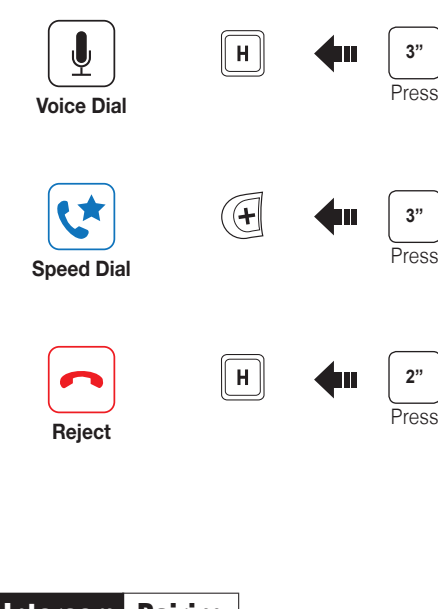 H 3”
Voice Dial Press
+ 3”
Speed Dial Press
H 2”
Reject Press